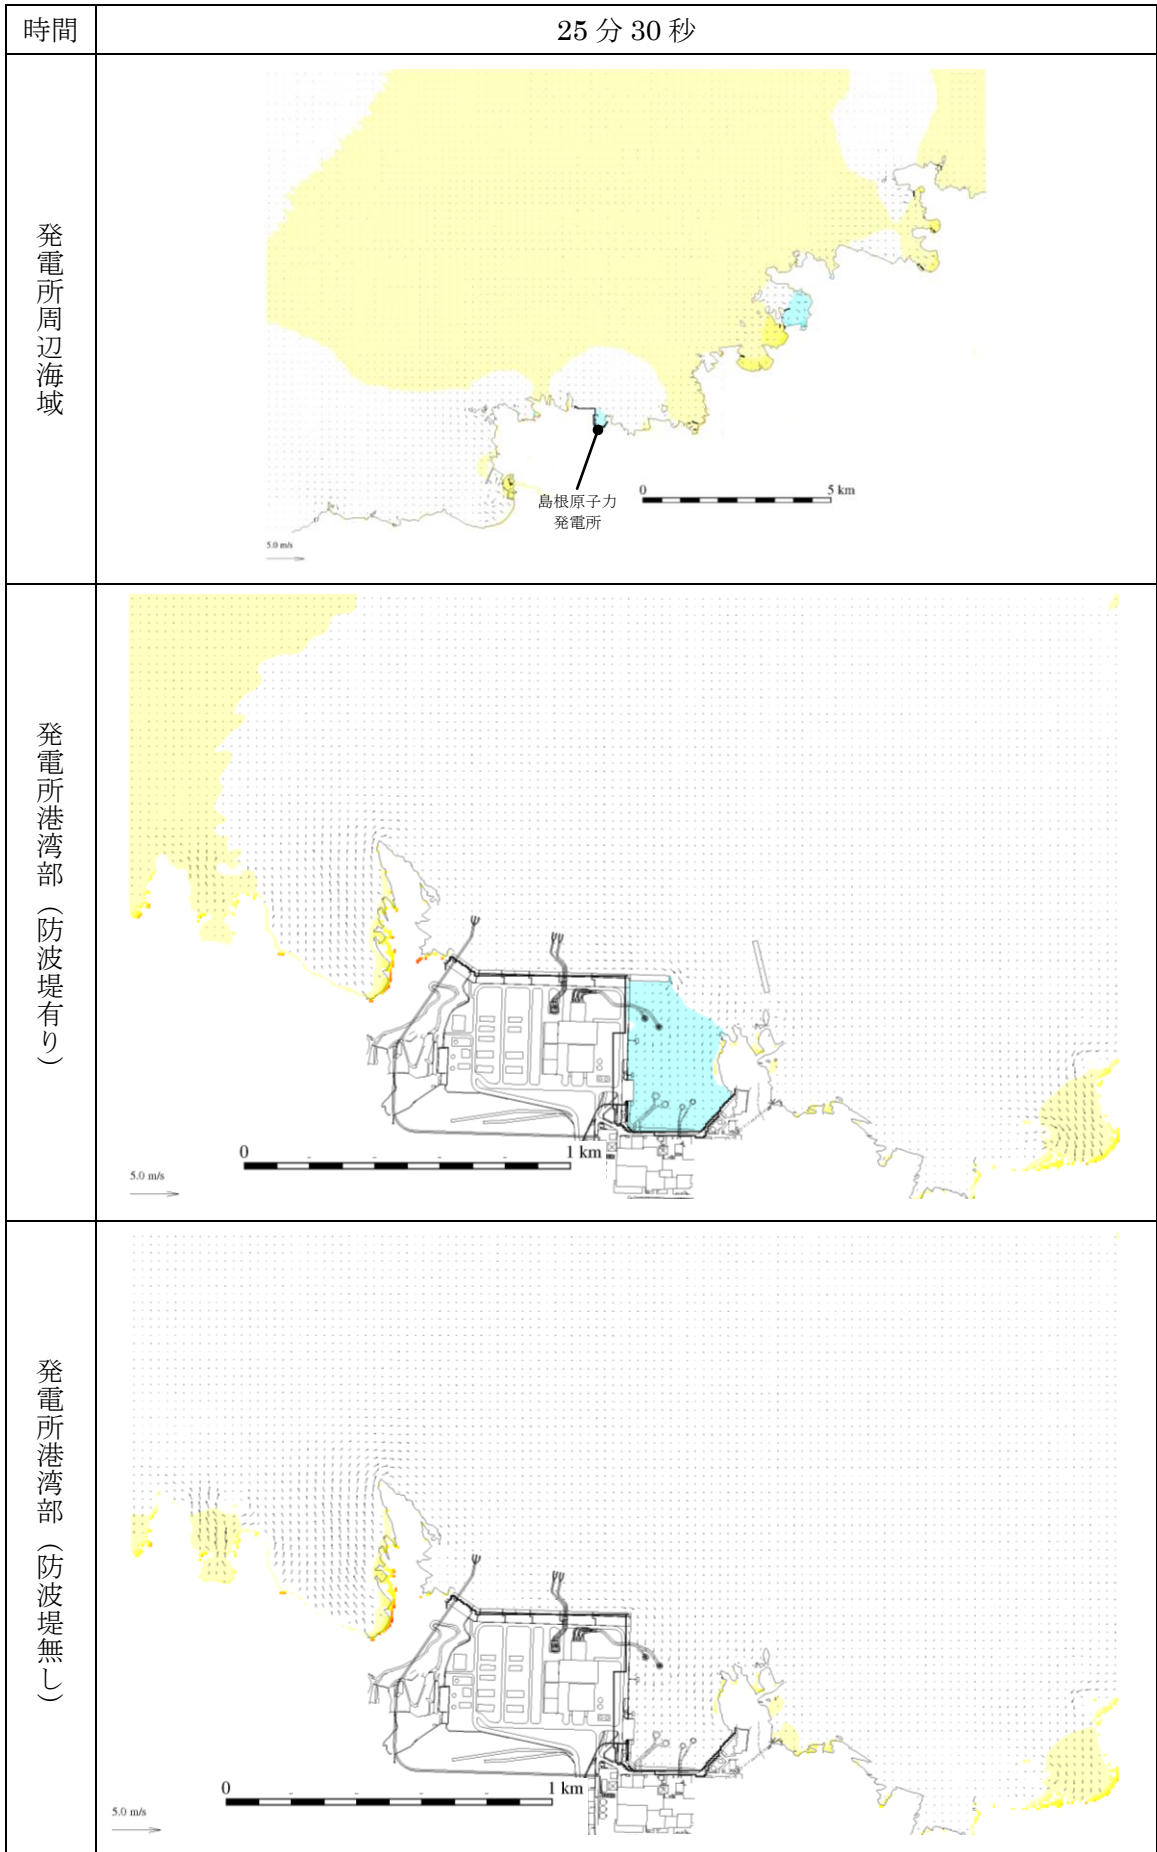 時間
25分30秒
発電所周辺海域
島根原子力
発電所
0
5 km
5.0 m/s
発電所港湾部（防波堤有り）
0
1 km
5.0 m/s
発電所港湾部（防波堤無し）
0
1 km
5.0 m/s